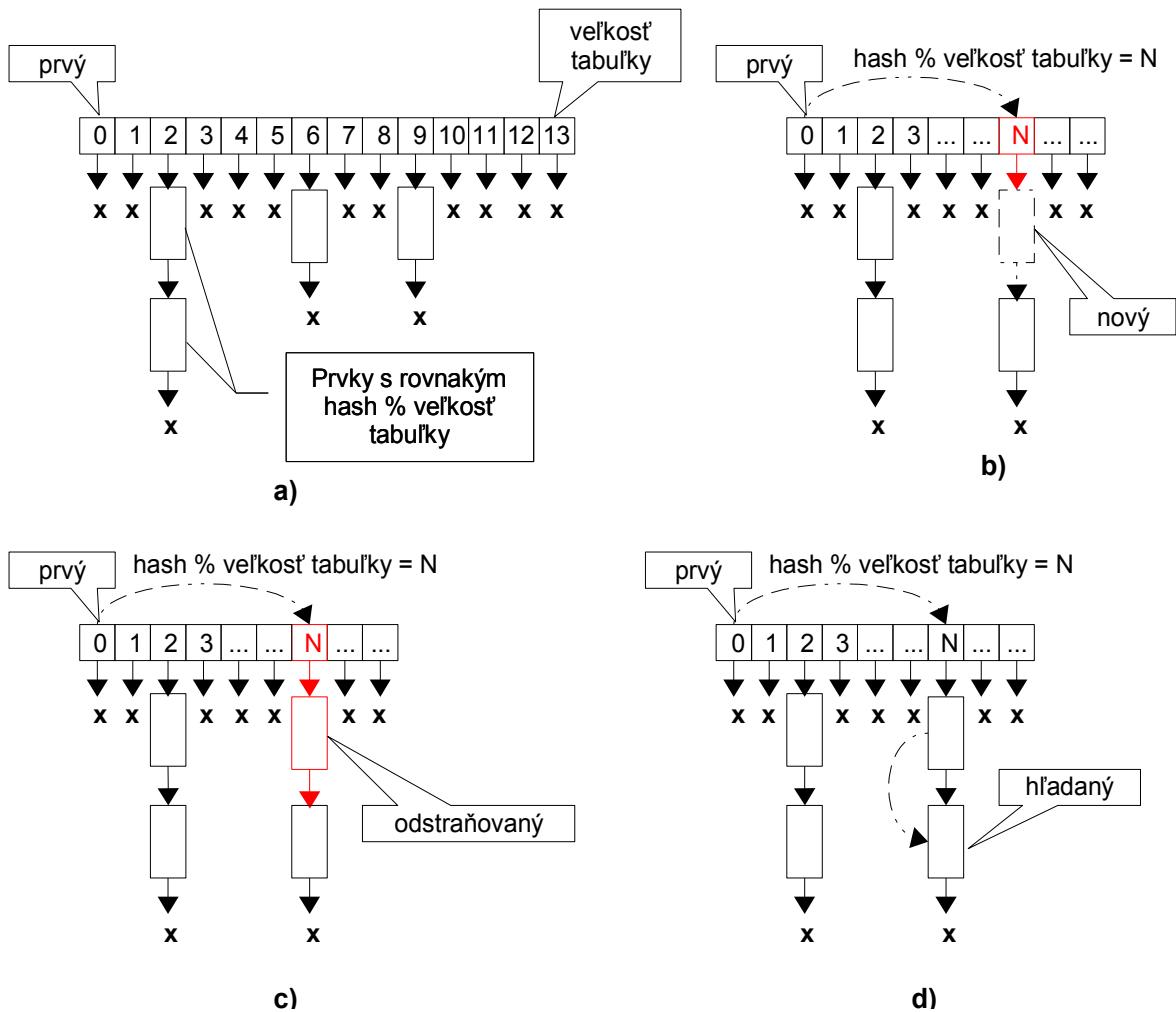 prvý
veľkosť
tabuľky
0 1 2 3 4 5 6 7 8 9 10 11 12 13
x x x x x x x x x x x
x x
x
Prvky s rovnakým
hash % veľkosť
tabuľky
a)
prvý
hash % veľkosť tabuľky = N
0 1 2 3 ... ... N ... ...
x x x x x x x
nový
x x
b)
prvý
hash % veľkosť tabuľky = N
0 1 2 3 ... ... N ... ...
x x x x x x x
odstraňovaný
x x
c)
prvý
hash % veľkosť tabuľky = N
0 1 2 3 ... ... N ... ...
x x x x x x x
hľadaný
x x
d)